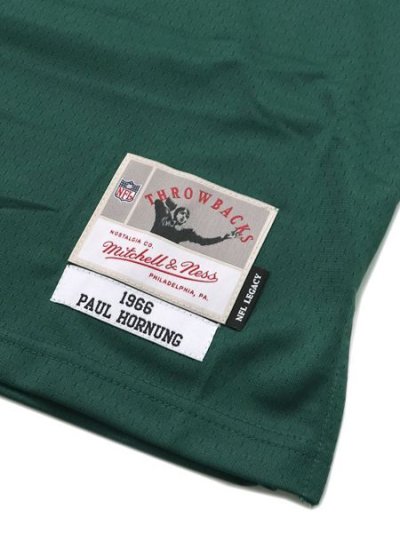 NFL
THROWBACKS
NOSTALGIA CO.
Mitchell & Ness
PHILADELPHIA, PA.
NFL LEGACY
1966
PAUL HORNUNG